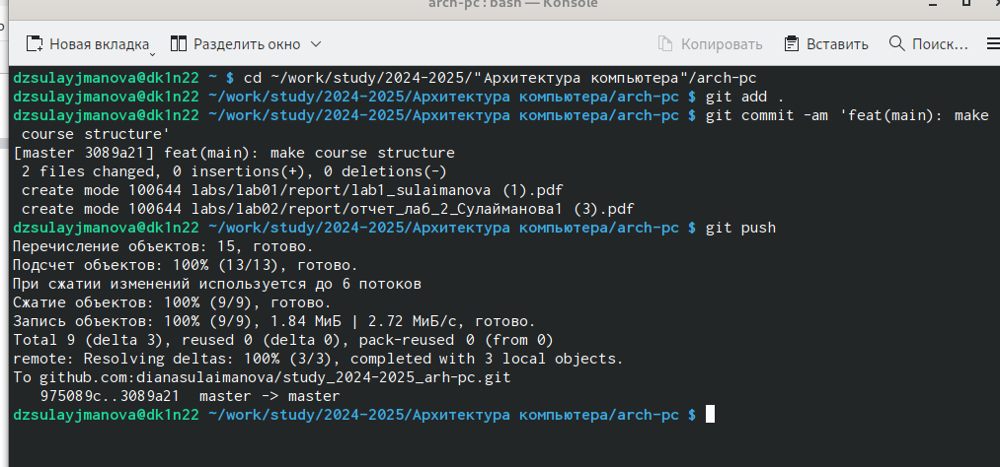 arch-pc : bash — Konsole
Новая вкладка
Разделить окно
Копировать
Вставить
Поиск...
dzsulayjmanova@dk1n22 ~ $ cd ~/work/study/2024-2025/"Архитектура компьютера"/arch-pc
dzsulayjmanova@dk1n22 ~/work/study/2024-2025/Архитектура компьютера/arch-pc $ git add .
dzsulayjmanova@dk1n22 ~/work/study/2024-2025/Архитектура компьютера/arch-pc $ git commit -am 'feat(main): make
course structure'
[master 3089a21] feat(main): make course structure
2 files changed, 0 insertions(+), 0 deletions(-)
create mode 100644 labs/lab01/report/lab1_sulaimanova (1).pdf
create mode 100644 labs/lab02/report/отчет_лаб_2_Сулайманова1 (3).pdf
dzsulayjmanova@dk1n22 ~/work/study/2024-2025/Архитектура компьютера/arch-pc $ git push
Перечисление объектов: 15, готово.
Подсчет объектов: 100% (13/13), готово.
При сжатии изменений используется до 6 потоков
Сжатие объектов: 100% (9/9), готово.
Запись объектов: 100% (9/9), 1.84 МиБ | 2.72 МиБ/с, готово.
Total 9 (delta 3), reused 0 (delta 0), pack-reused 0 (from 0)
remote: Resolving deltas: 100% (3/3), completed with 3 local objects.
To github.com:dianasulaimanova/study_2024-2025_arh-pc.git
975089c..3089a21  master -> master
dzsulayjmanova@dk1n22 ~/work/study/2024-2025/Архитектура компьютера/arch-pc $